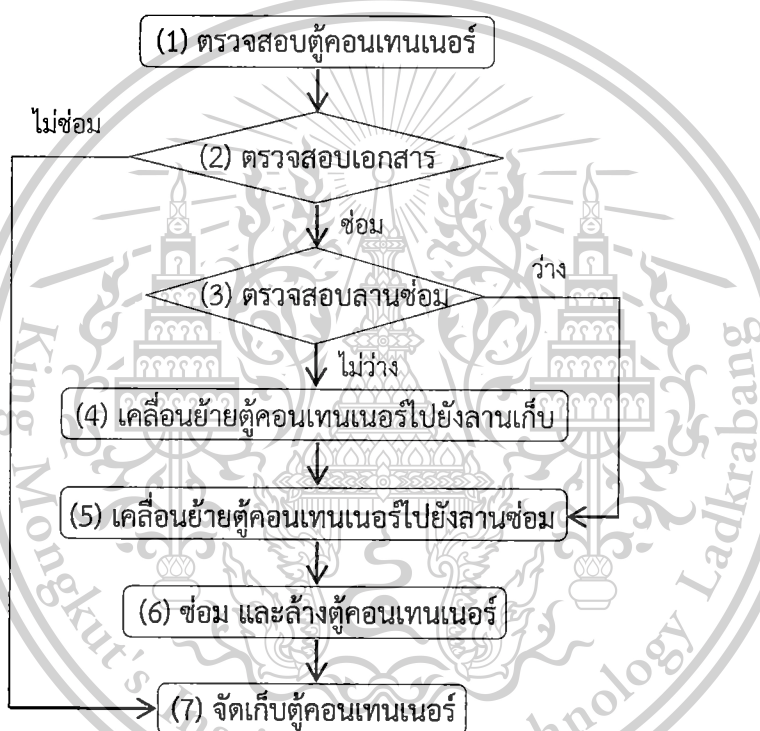 (1) ตรวจสอบตู้คอนเทนเนอร์
ไม่ซ่อม
(2) ตรวจสอบเอกสาร
ซ่อม
(3) ตรวจสอบลานซ่อม
ว่าง
ไม่ว่าง
(4) เคลื่อนย้ายตู้คอนเทนเนอร์ไปยังลานเก็บ
(5) เคลื่อนย้ายตู้คอนเทนเนอร์ไปยังลานซ่อม
(6) ซ่อม และล้างตู้คอนเทนเนอร์
(7) จัดเก็บตู้คอนเทนเนอร์
King Mongkut's Technology Ladkrabang